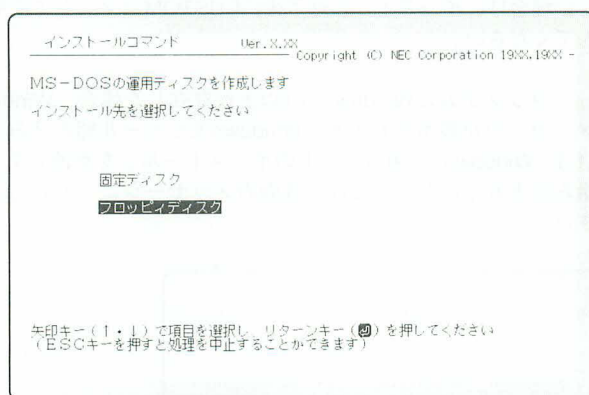 インストールコマンド Ver.X.XX
Copyright (C) NEC Corporation 19XX,19XX -
MS-DOSの運用ディスクを作成します
インストール先を選択してください
固定ディスク
フロッピィディスク
矢印キー(↑・↓)で項目を選択し、リターンキー(↵)を押してください
(ESCキーを押すと処理を中止することができます)